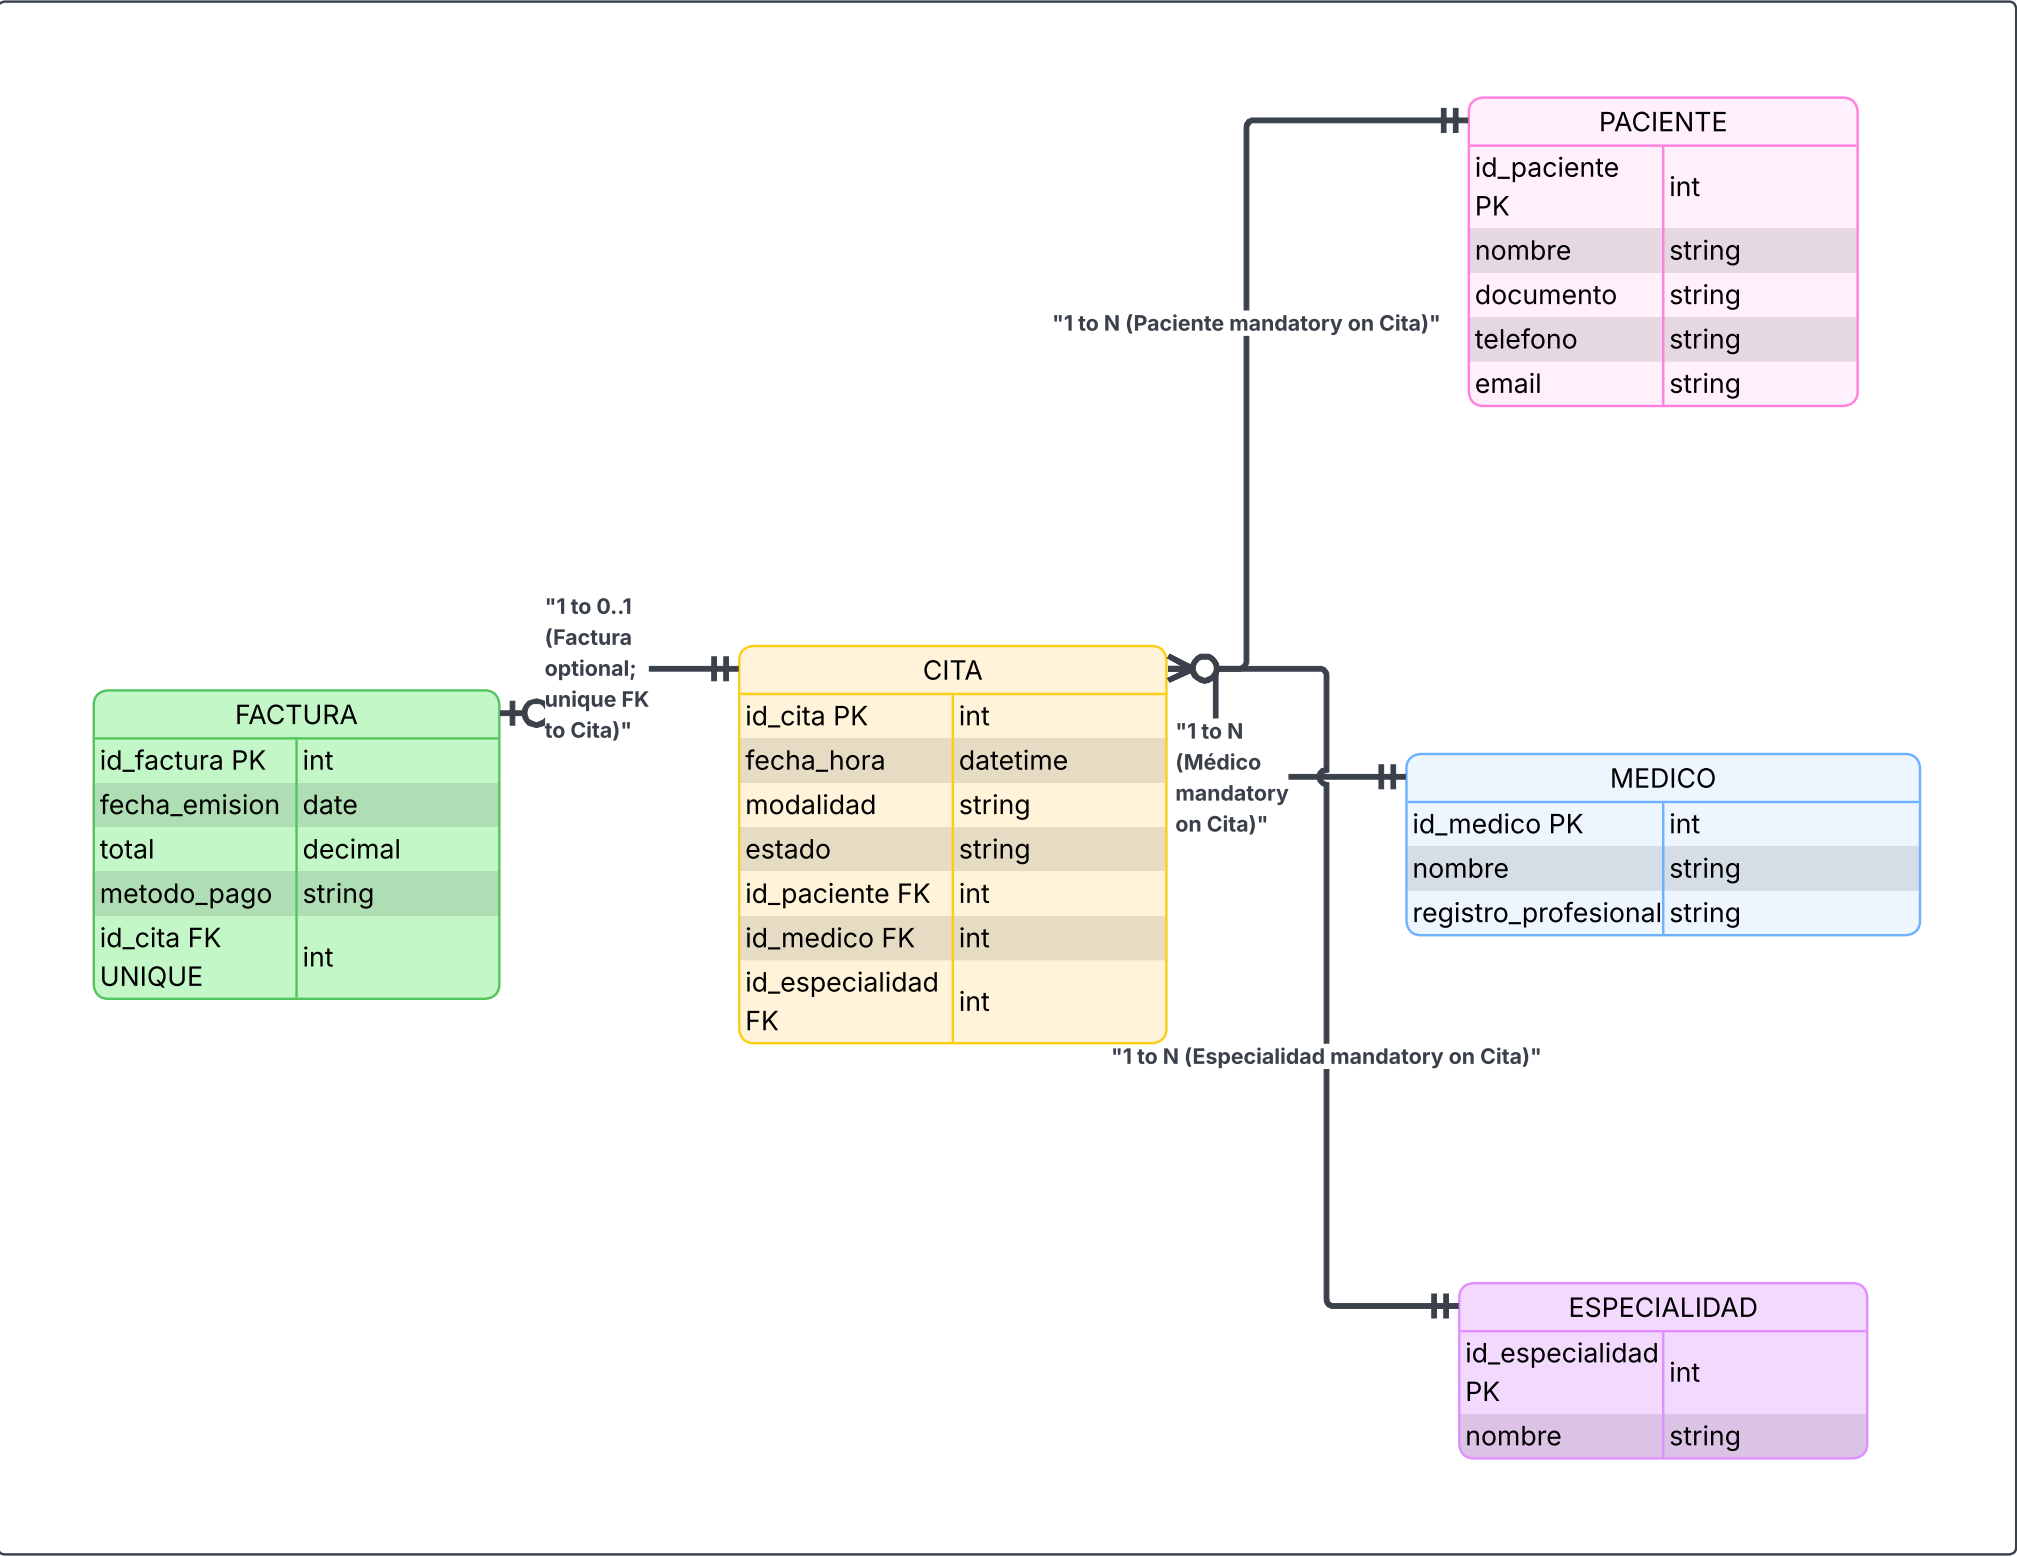 PACIENTE
id_paciente
PK
int
nombre
string
documento
string
telefono
string
email
string
"1 to N (Paciente mandatory on Cita)"
"1 to 0..1
(Factura
optional;
unique FK
to Cita)"
FACTURA
id_factura PK
int
fecha_emision
date
total
decimal
metodo_pago
string
id_cita FK
UNIQUE
int
CITA
id_cita PK
int
fecha_hora
datetime
modalidad
string
estado
string
id_paciente FK
int
id_medico FK
int
id_especialidad
FK
int
"1 to N
(Médico
mandatory
on Cita)"
MEDICO
id_medico PK
int
nombre
string
registro_profesional
string
"1 to N (Especialidad mandatory on Cita)"
ESPECIALIDAD
id_especialidad
PK
int
nombre
string